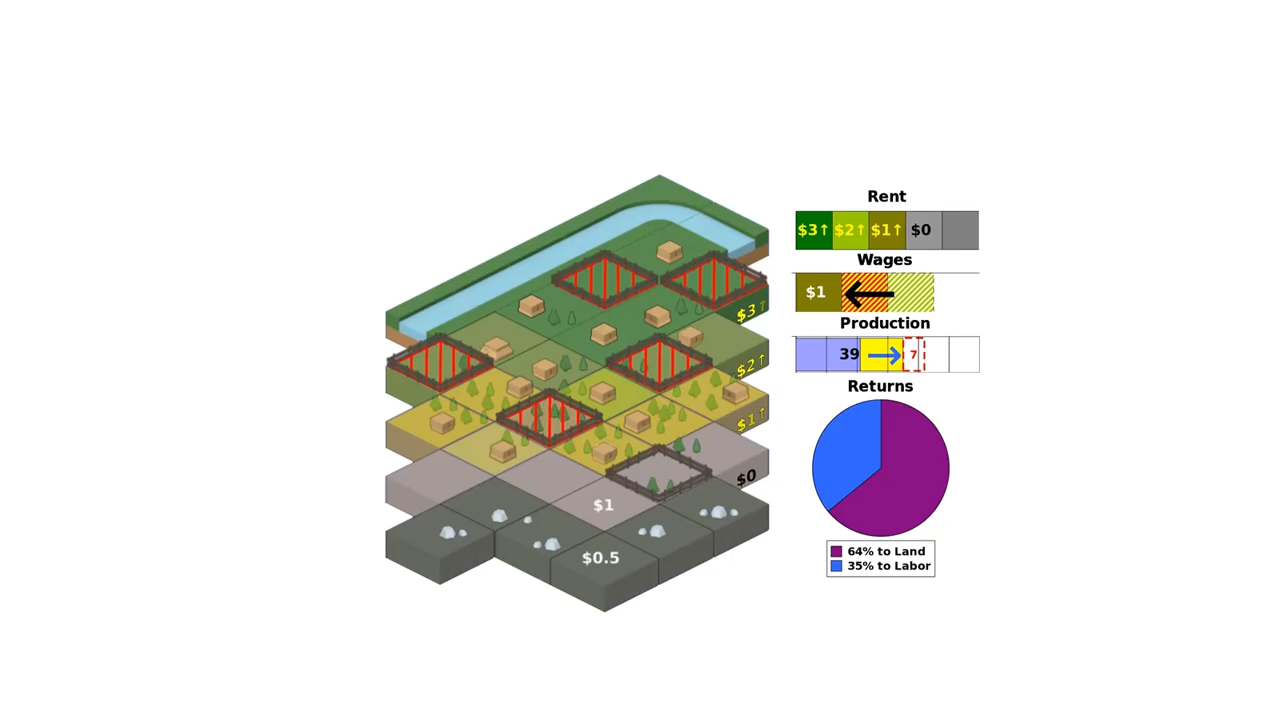 Rent
$3↑ $2↑ $1↑ $0
Wages
$1
Production
39 7
Returns
64% to Land
35% to Labor
$3↑
$2↑
$1↑
$0
$1
$0.5